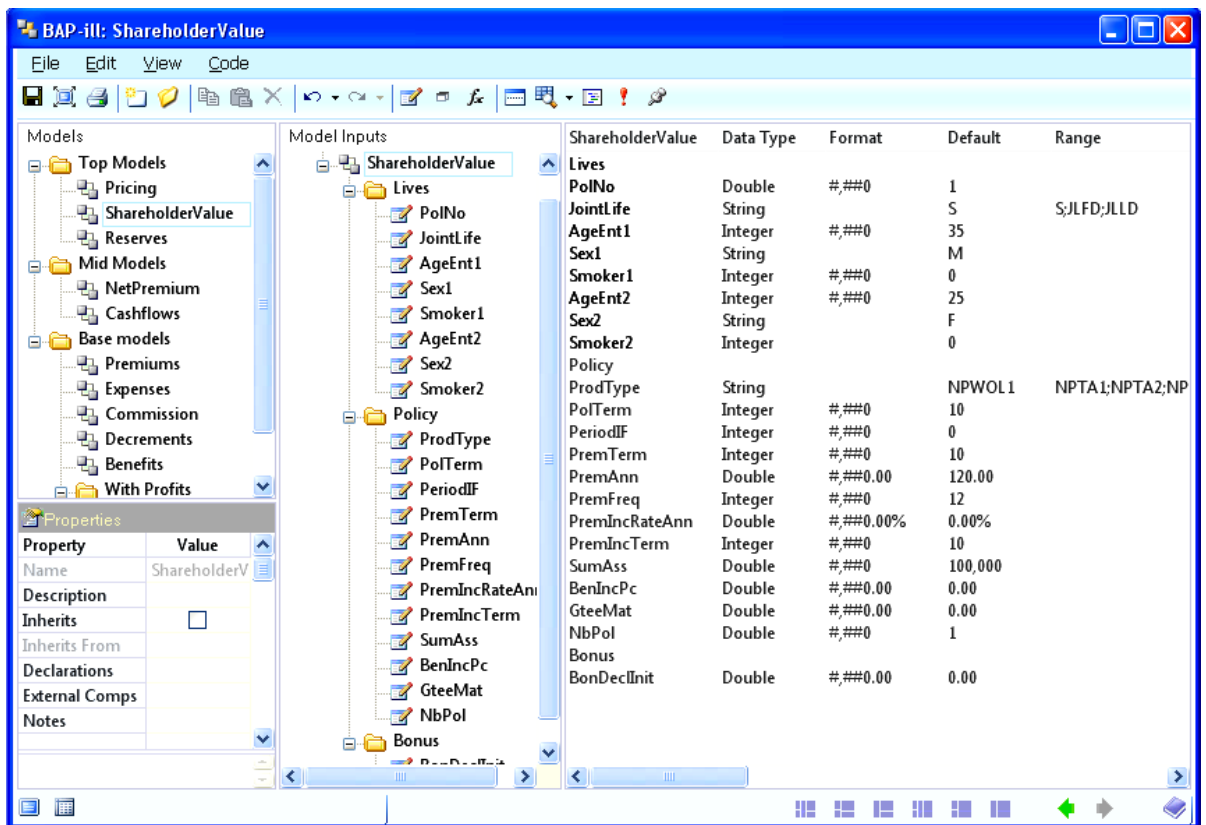 BAP-ill: ShareholderValue
File Edit View Code
Models
Top Models
Pricing
ShareholderValue
Reserves
Mid Models
NetPremium
Cashflows
Base models
Premiums
Expenses
Commission
Decrements
Benefits
With Profits
Properties
Property Value
Name ShareholderV
Description
Inherits
Inherits From
Declarations
External Comps
Notes
Model Inputs
ShareholderValue
Lives
PolNo
JointLife
AgeEnt1
Sex1
Smoker1
AgeEnt2
Sex2
Smoker2
Policy
ProdType
PolTerm
PeriodIF
PremTerm
PremAnn
PremFreq
PremIncRateAnn
PremIncTerm
SumAss
BenIncPc
GteeMat
NbPol
Bonus
BonDeclInit
ShareholderValue Data Type Format Default Range
Lives
PolNo Double #,##0 1
JointLife String S S;JLFD;JLLD
AgeEnt1 Integer #,##0 35
Sex1 String M
Smoker1 Integer #,##0 0
AgeEnt2 Integer #,##0 25
Sex2 String F
Smoker2 Integer 0
Policy
ProdType String NPWOL1 NPTA1;NPTA2;NP
PolTerm Integer #,##0 10
PeriodIF Integer #,##0 0
PremTerm Integer #,##0 10
PremAnn Double #,##0.00 120.00
PremFreq Integer #,##0 12
PremIncRateAnn Double #,##0.00% 0.00%
PremIncTerm Integer #,##0 10
SumAss Double #,##0 100,000
BenIncPc Double #,##0.00 0.00
GteeMat Double #,##0.00 0.00
NbPol Double #,##0 1
Bonus
BonDeclInit Double #,##0.00 0.00